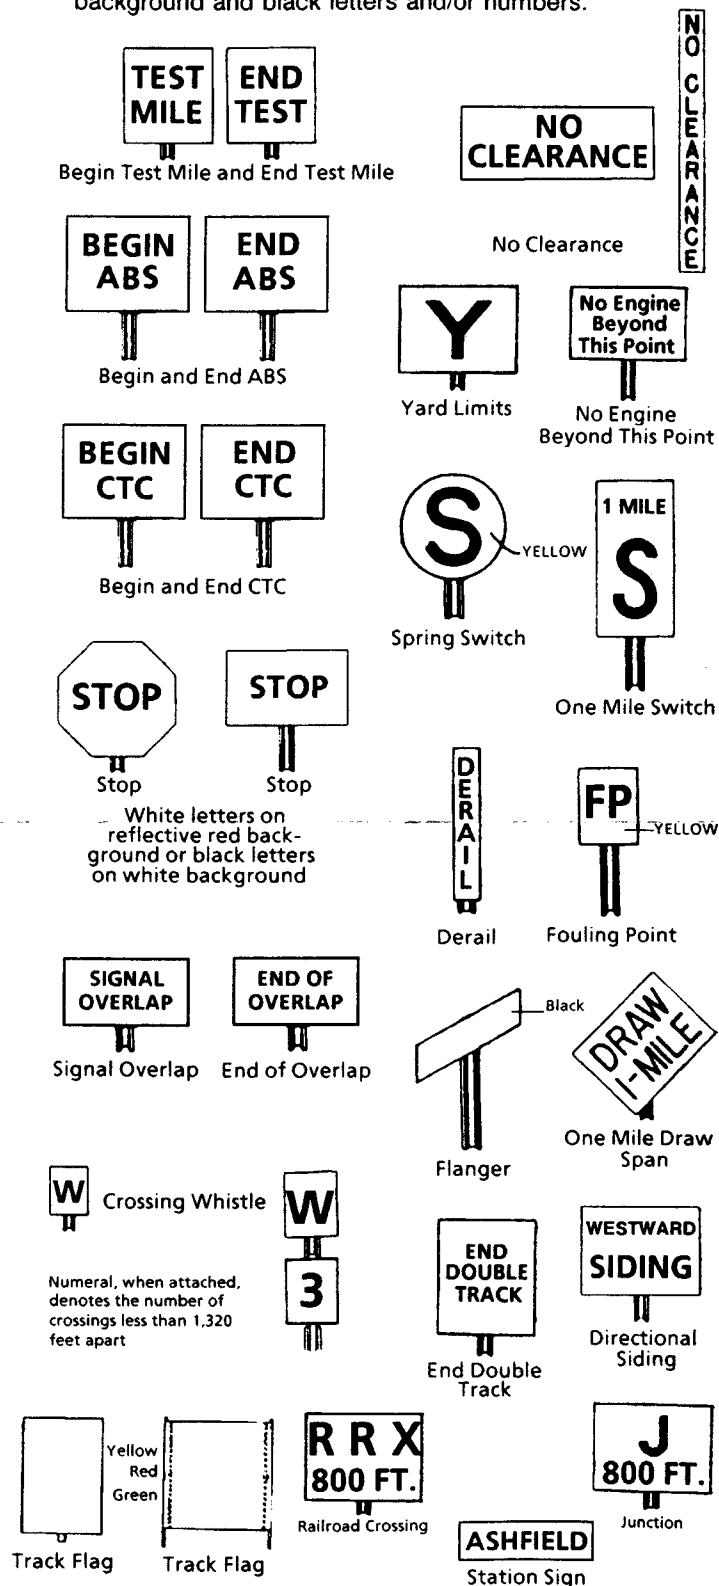 background and black letters and/or numbers.
TEST
MILE
END
TEST
Begin Test Mile and End Test Mile
NO
CLEARANCE
NO CLEARANCE
No Clearance
BEGIN
ABS
END
ABS
Begin and End ABS
Y
Yard Limits
No Engine
Beyond
This Point
No Engine
Beyond This Point
BEGIN
CTC
END
CTC
Begin and End CTC
S
YELLOW
Spring Switch
1 MILE
S
One Mile Switch
STOP
Stop
STOP
Stop
White letters on
reflective red back-
ground or black letters
on white background
DERAIL
Derail
FP
YELLOW
Fouling Point
SIGNAL
OVERLAP
Signal Overlap
END OF
OVERLAP
End of Overlap
Black
Flanger
DRAW
1-MILE
One Mile Draw
Span
W
Crossing Whistle
W
3
Numeral, when attached,
denotes the number of
crossings less than 1,320
feet apart
END
DOUBLE
TRACK
End Double
Track
WESTWARD
SIDING
Directional
Siding
Yellow
Red
Green
Track Flag
Track Flag
R R X
800 FT.
Railroad Crossing
ASHFIELD
Station Sign
J
800 FT.
Junction